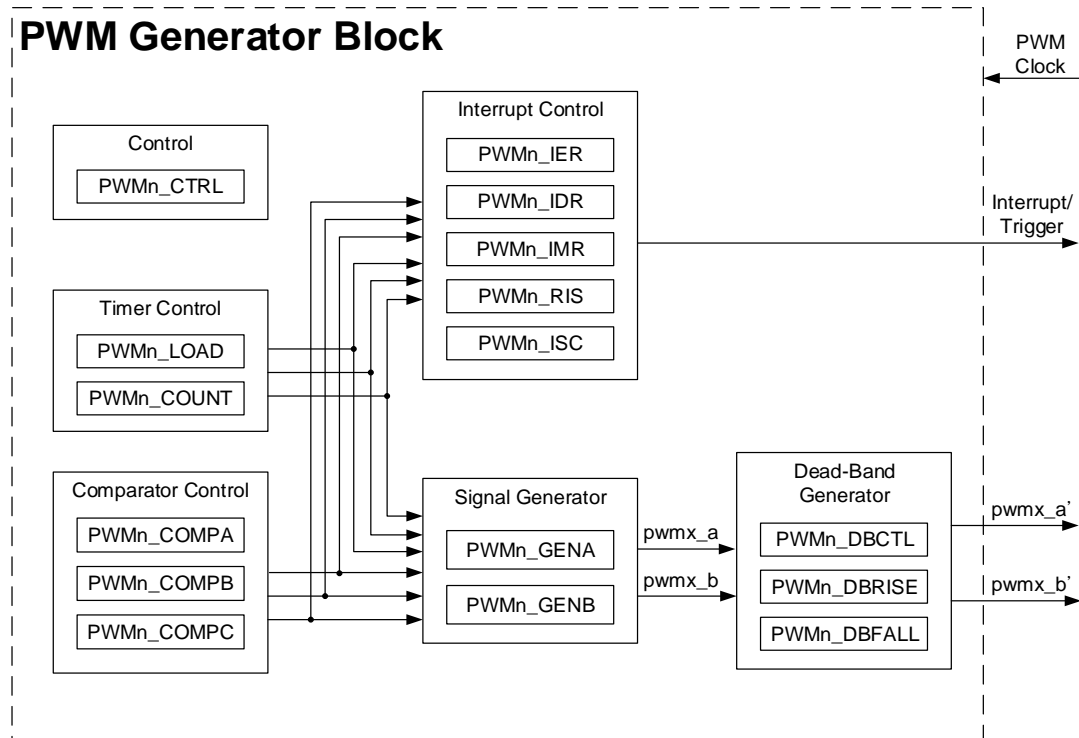 PWM Generator Block
PWM
Clock
Interrupt Control
PWMn_IER
PWMn_IDR
PWMn_IMR
PWMn_RIS
PWMn_ISC
Control
PWMn_CTRL
Interrupt/
Trigger
Timer Control
PWMn_LOAD
PWMn_COUNT
Comparator Control
PWMn_COMPA
PWMn_COMPB
PWMn_COMPC
Signal Generator
PWMn_GENA
PWMn_GENB
pwmx_a
pwmx_b
Dead-Band
Generator
PWMn_DBCTL
PWMn_DBRISE
PWMn_DBFALL
pwmx_a’
pwmx_b’